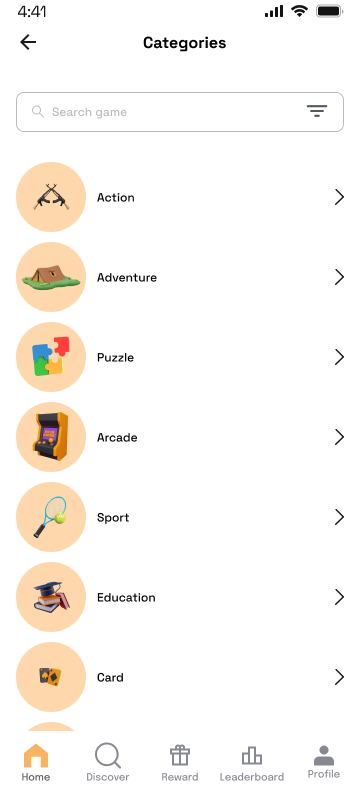 4:41
Categories
Search game
Action
Adventure
Puzzle
Arcade
Sport
Education
Card
Home
Discover
Reward
Leaderboard
Profile